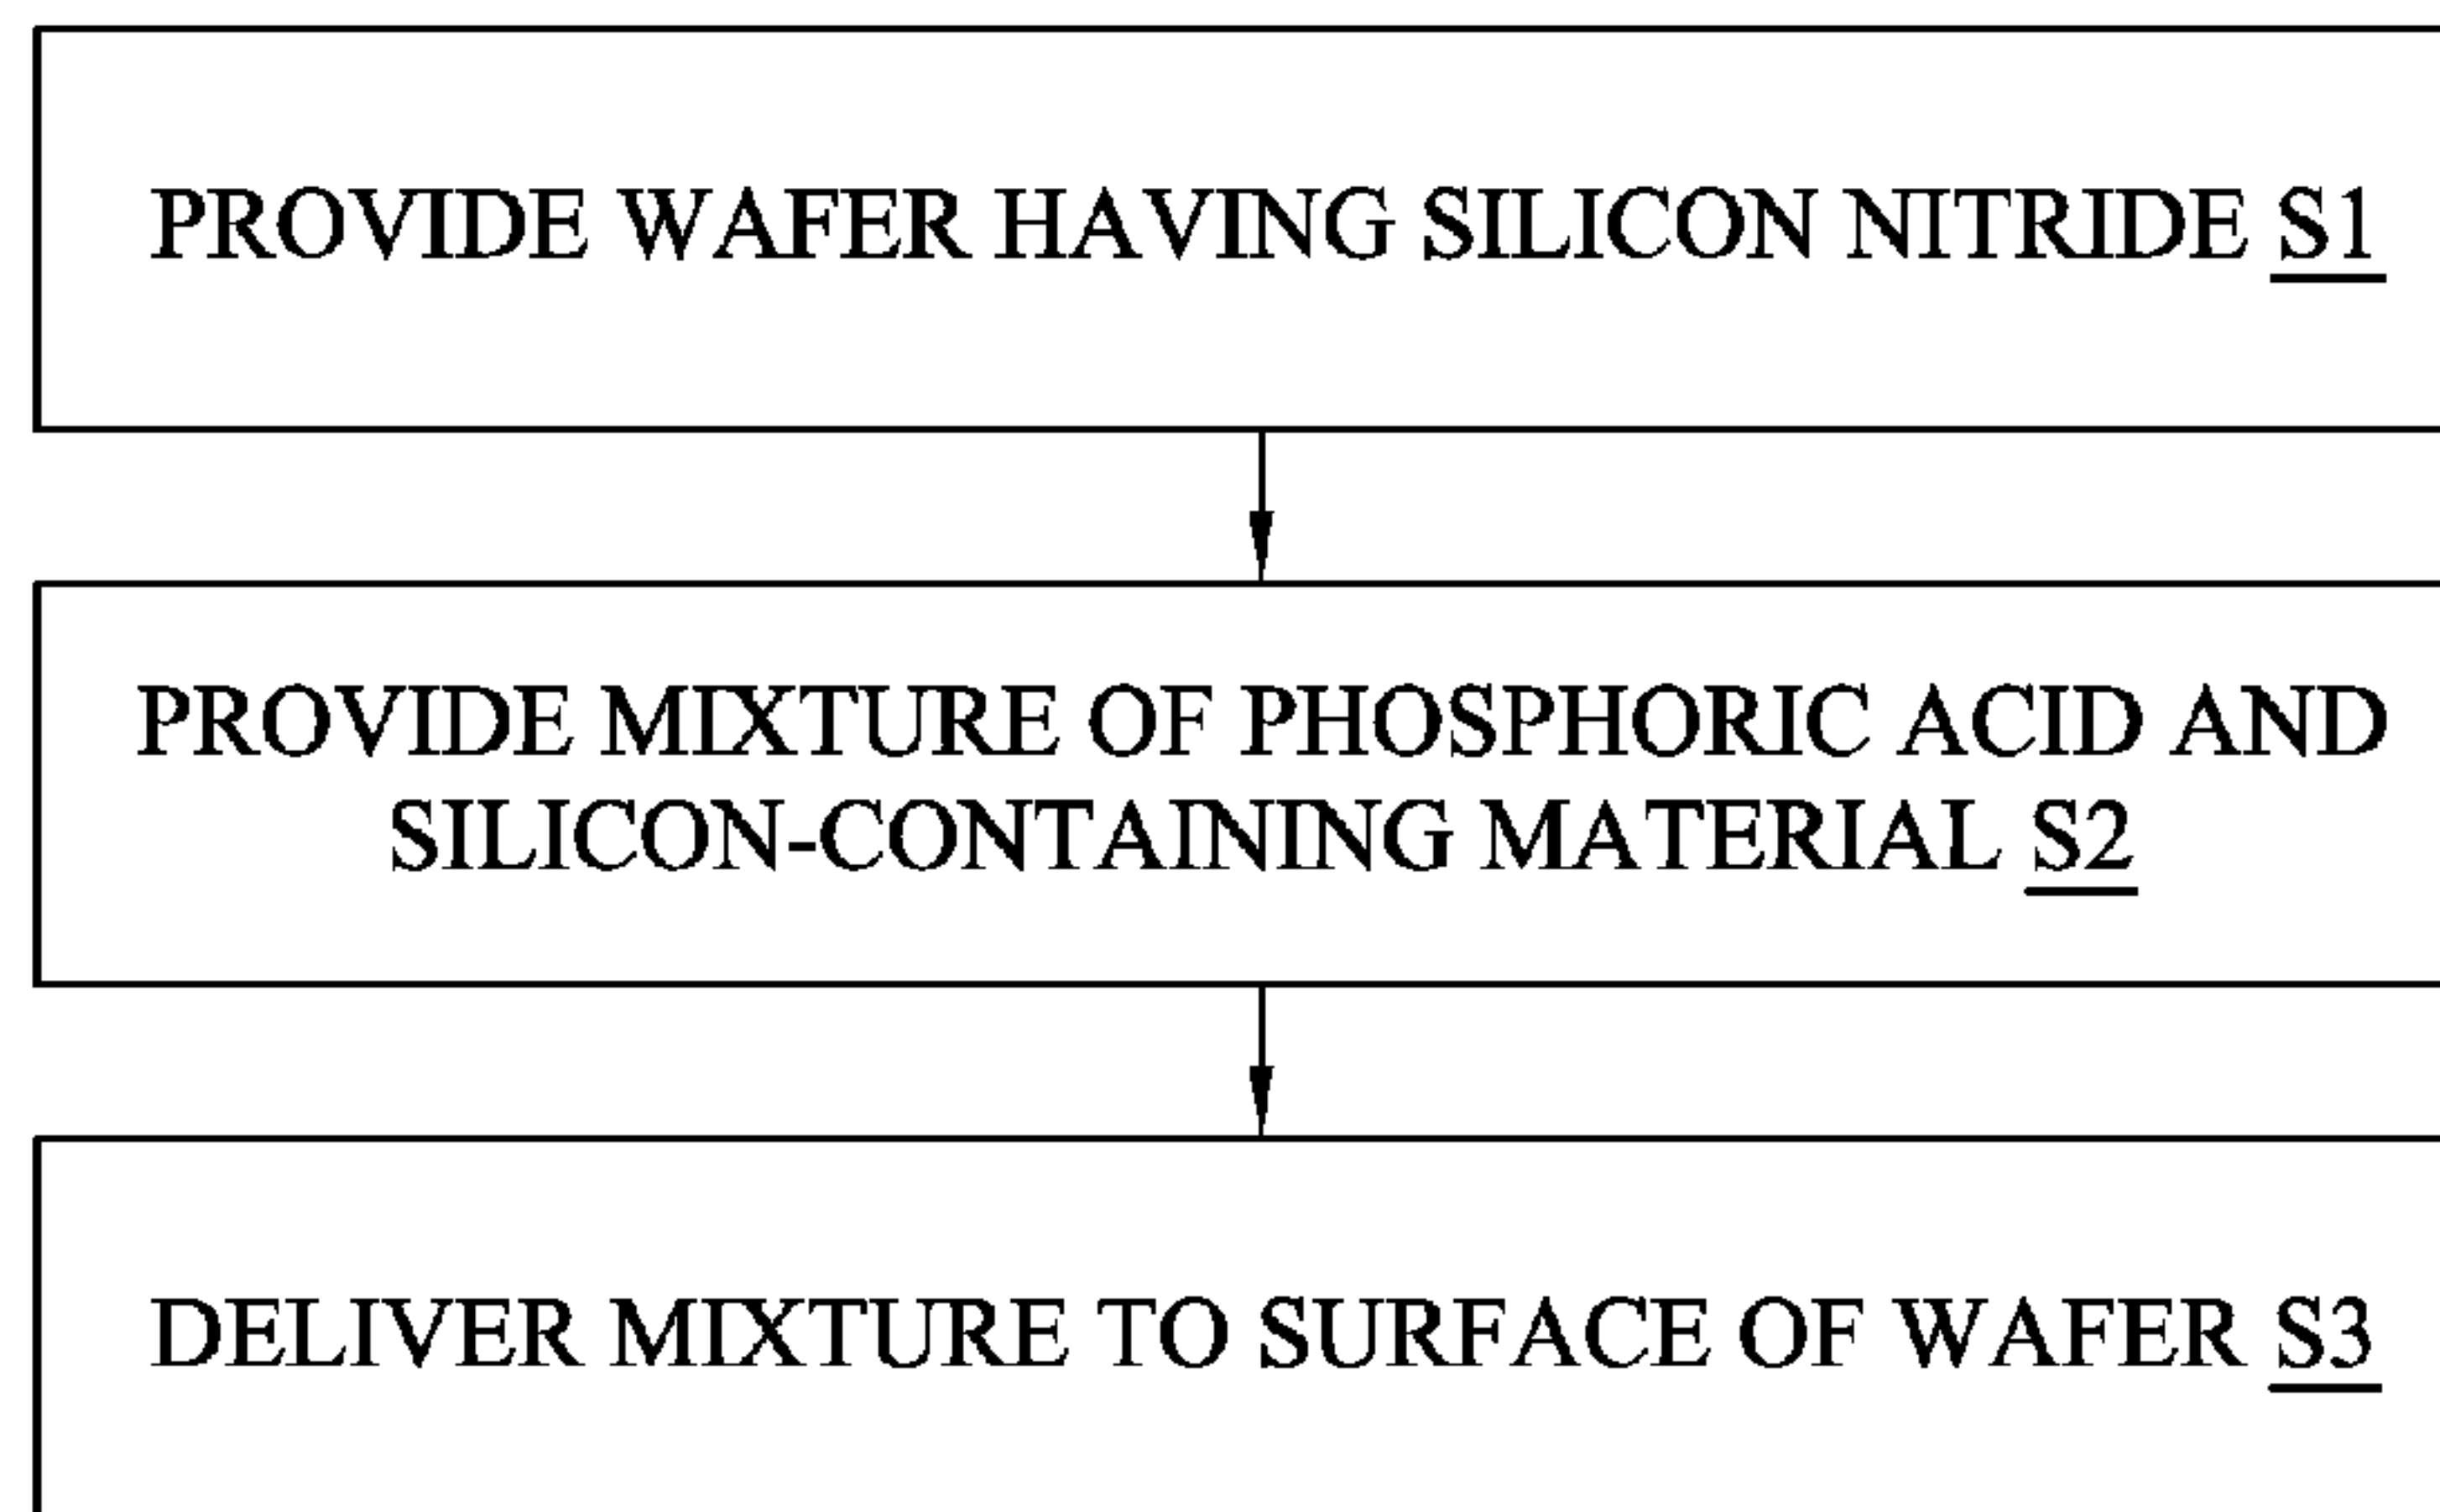 PROVIDE WAFER HAVING SILICON NITRIDE S1
PROVIDE MIXTURE OF PHOSPHORIC ACID AND
SILICON-CONTAINING MATERIAL S2
DELIVER MIXTURE TO SURFACE OF WAFER S3